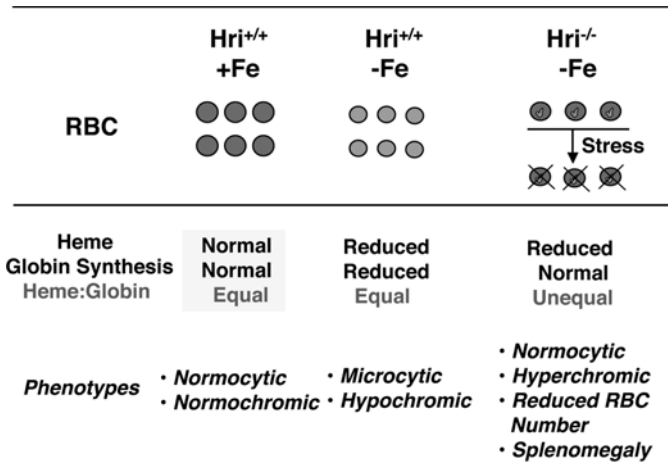 Hri+/+ Hri+/+ Hri-/-
+Fe -Fe -Fe
RBC
Stress
Heme Normal Reduced Reduced
Globin Synthesis Normal Reduced Normal
Heme:Globin Equal Equal Unequal
Phenotypes
• Normocytic
• Normochromic
• Microcytic
• Hypochromic
• Normocytic
• Hyperchromic
• Reduced RBC
Number
• Splenomegaly